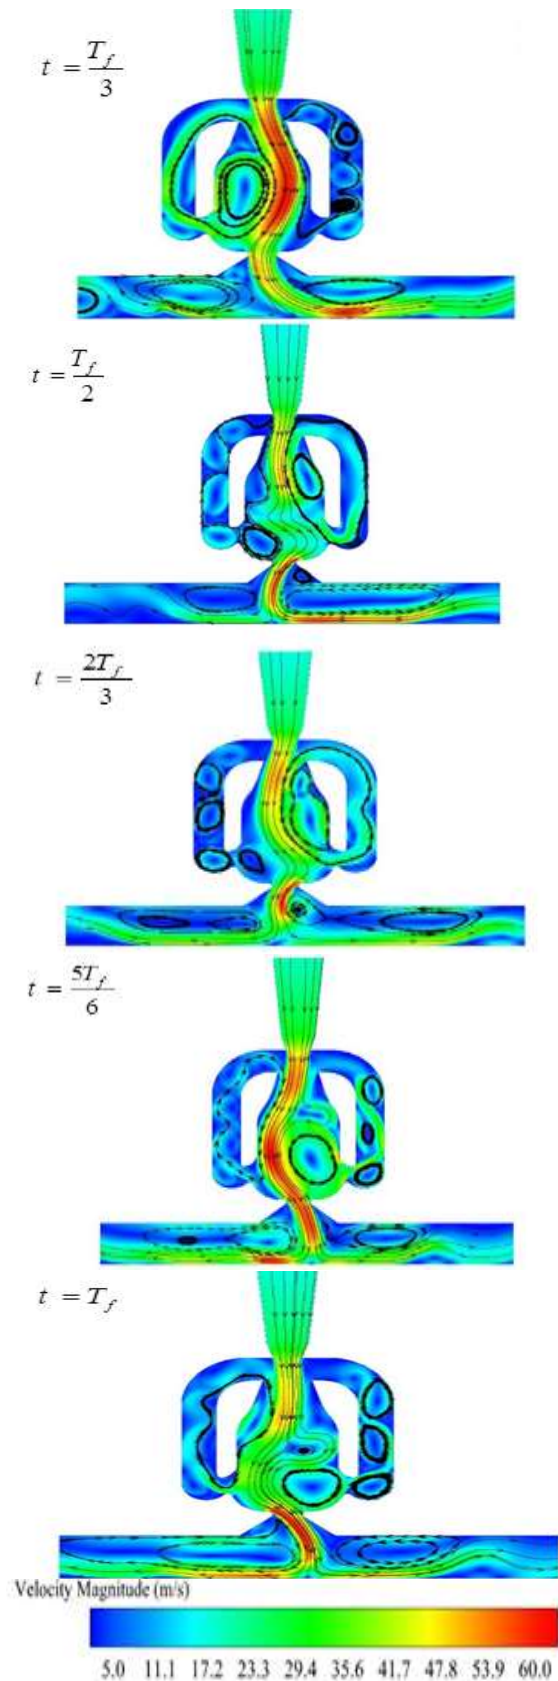 t = T_f/3
t = T_f/2
t = 2T_f/3
t = 5T_f/6
t = T_f
Velocity Magnitude (m/s)
5.0 11.1 17.2 23.3 29.4 35.6 41.7 47.8 53.9 60.0